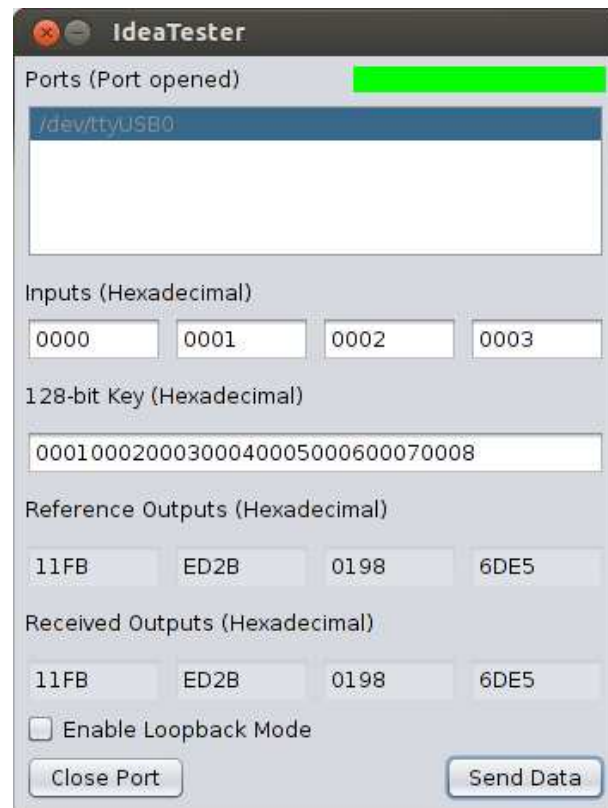 IdeaTester
Ports (Port opened)
/dev/ttyUSB0
Inputs (Hexadecimal)
0000 0001 0002 0003
128-bit Key (Hexadecimal)
00010002000300040005000600070008
Reference Outputs (Hexadecimal)
11FB ED2B 0198 6DE5
Received Outputs (Hexadecimal)
11FB ED2B 0198 6DE5
Enable Loopback Mode
Close Port Send Data